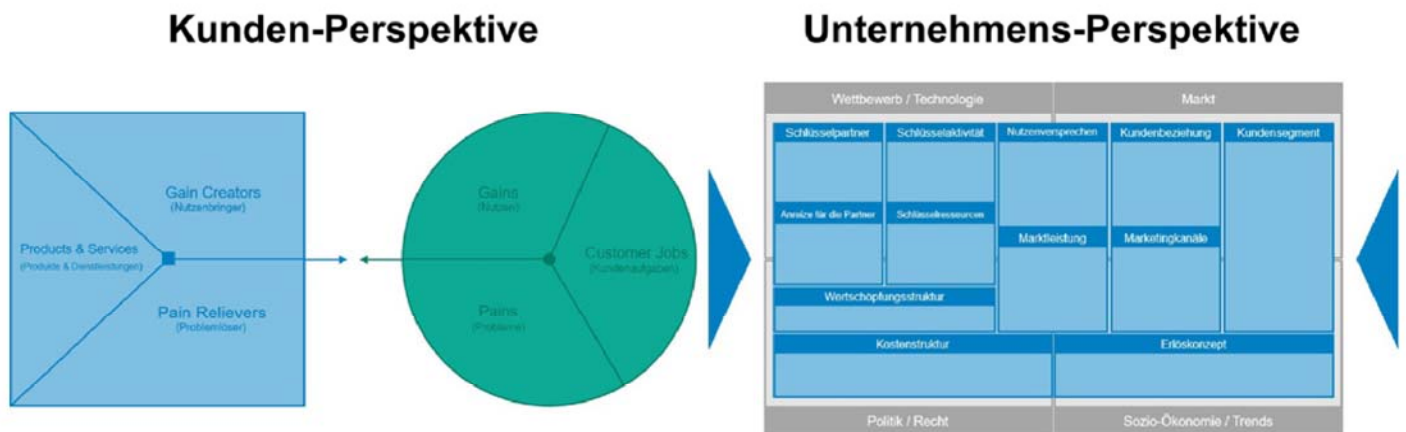 Kunden-Perspektive
Unternehmens-Perspektive
Gain Creators
(Nutzenbringer)
Products & Services
(Produkte & Dienstleistungen)
Pain Relievers
(Problemlöser)
Gains
(Nutzen)
Customer Jobs
(Kundenaufgaben)
Pains
(Probleme)
Wettbewerb / Technologie
Markt
Schlüsselpartner
Schlüsselaktivität
Nutzenversprechen
Kundenbeziehung
Kundensegment
Anreize für die Partner
Schlüsselressourcen
Marktleistung
Marketingkanäle
Wertschöpfungsstruktur
Kostenstruktur
Erlöskonzept
Politik / Recht
Sozio-Ökonomie / Trends